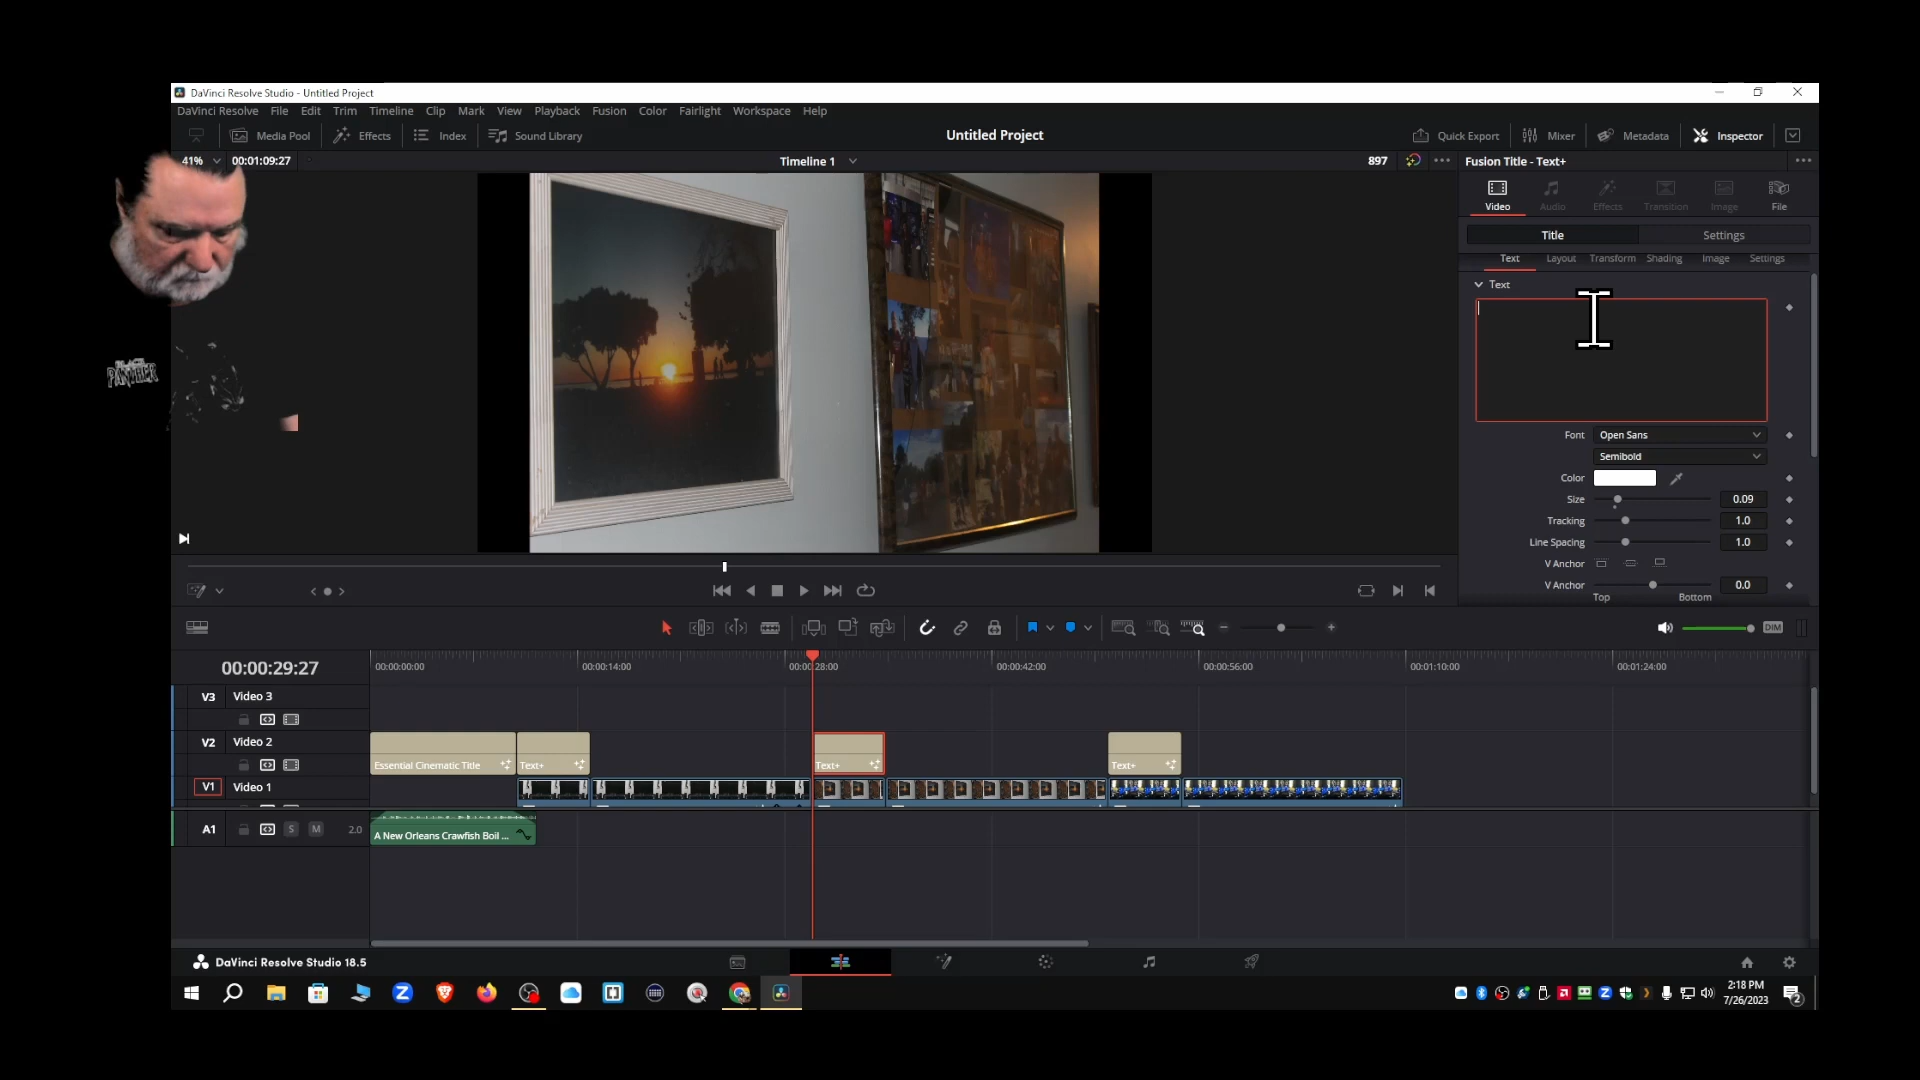 DaVinci Resolve Studio - Untitled Project
DaVinci Resolve File Edit Trim Timeline Clip Mark View Playback Fusion Color Fairlight Workspace Help
Media Pool Effects Index Sound Library Untitled Project Quick Export Mixer Metadata Inspector
41% 00:01:09:27 Timeline 1 897 Fusion Title - Text+
Video Audio Effects Transition Image File
Title Settings
Text Layout Transform Shading Image Settings
Text
PANTHER
Font Open Sans
Semibold
Color
Size 0.09
Tracking 1.0
Line Spacing 1.0
V Anchor
V Anchor 0.0
Top Bottom
DIM
00:00:29:27 00:00:00:00 00:00:14:00 00:00:28:00 00:00:42:00 00:00:56:00 00:01:10:00 00:01:24:00
V3 Video 3
V2 Video 2
Essential Cinematic Title Text+ Text+ Text+
V1 Video 1
A1 S M 2.0 A New Orleans Crawfish Boil ...
DaVinci Resolve Studio 18.5
2:18 PM
7/26/2023
2